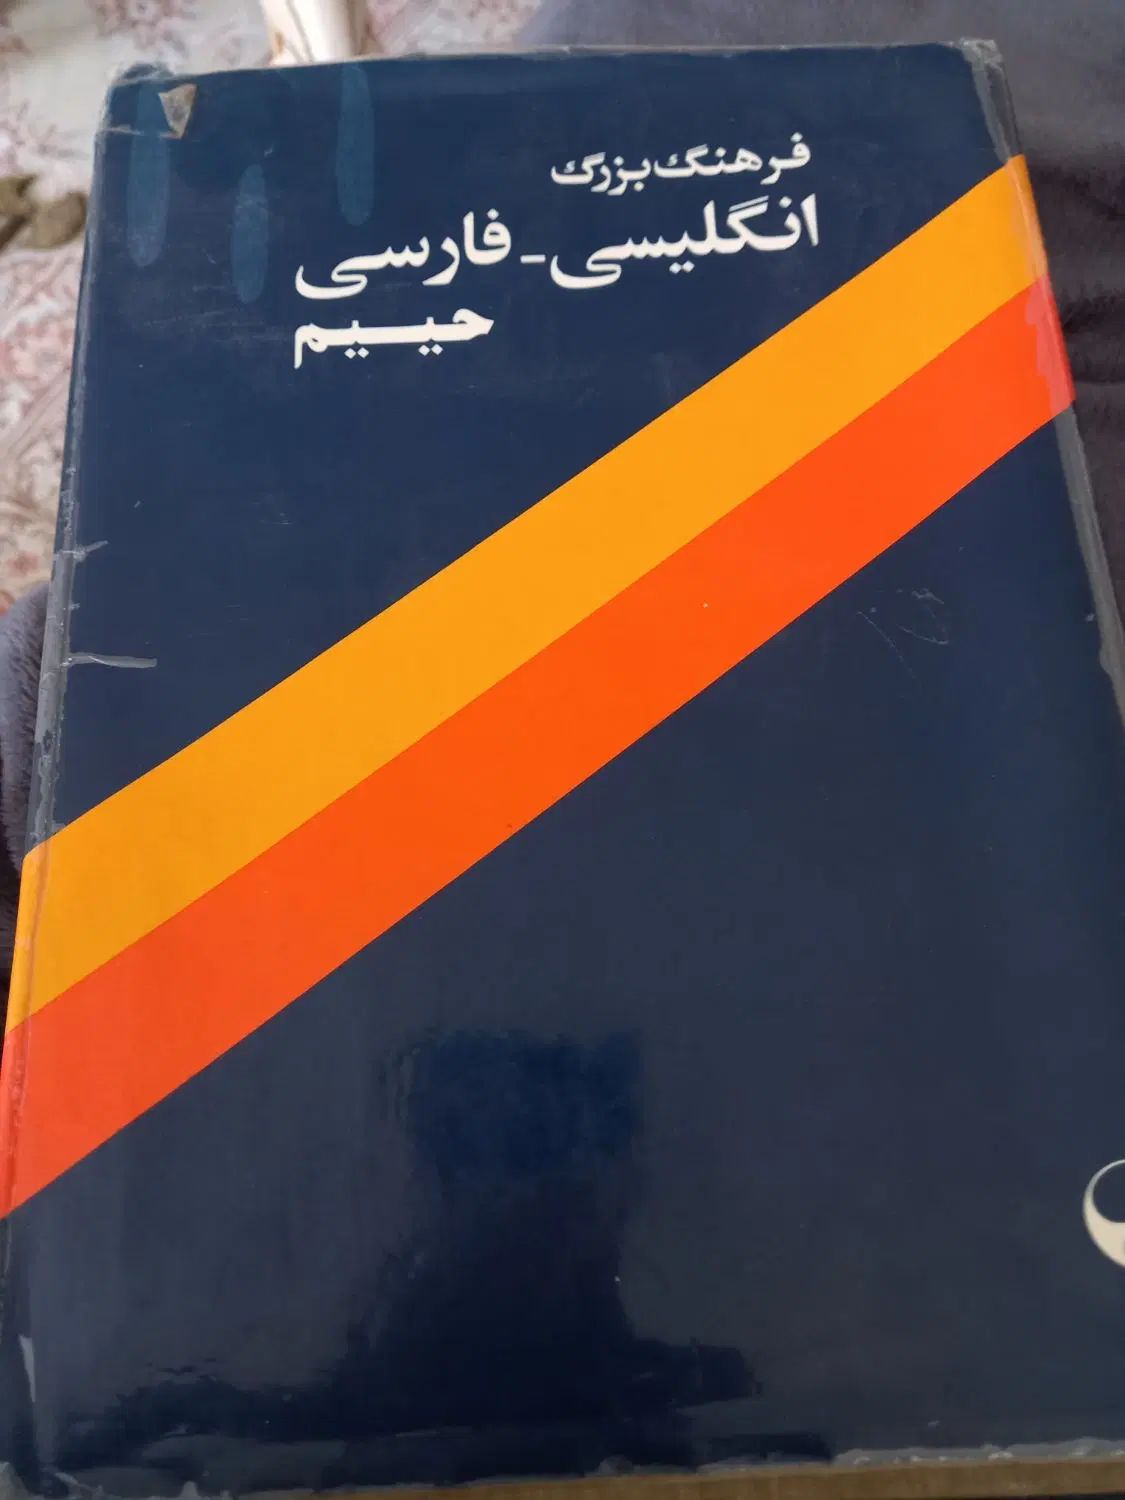 فرهنگ بزرگ
انگلیسی - فارسی
حییم